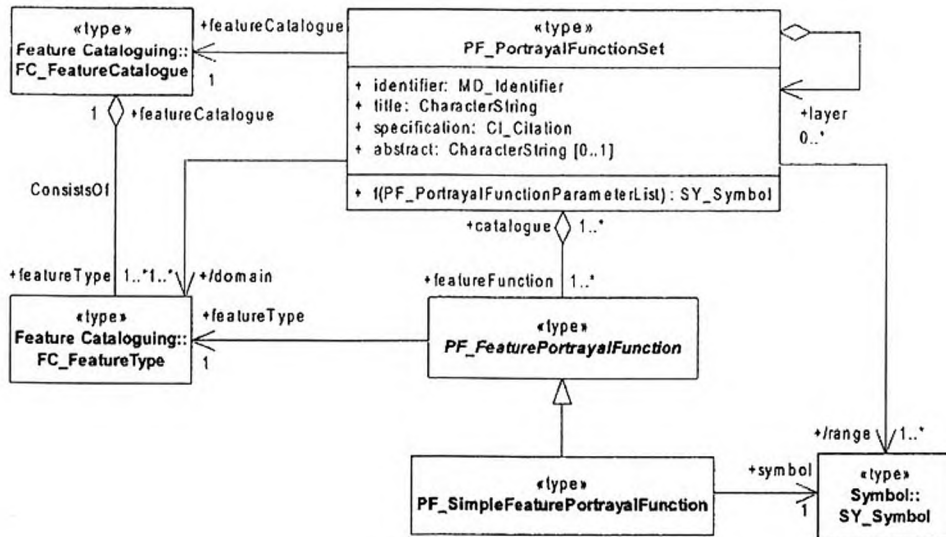 «type»
Feature Cataloguing::
FC_FeatureCatalogue
+featureCatalogue
1
«type»
PF_PortrayalFunctionSet
+ identifier: MD_Identifier
+ title: CharacterString
+ specification: CI_Citation
+ abstract: CharacterString [0..1]
+ f(PF_PortrayalFunctionParameterList) : SY_Symbol
+layer
0..*
1
+featureCatalogue
ConsistsOf
+catalogue
1..*
+featureType
1..*
1..*
+/domain
+featureFunction
1..*
«type»
Feature Cataloguing::
FC_FeatureType
+featureType
1
«type»
PF_FeaturePortrayalFunction
+/range
1..*
«type»
PF_SimpleFeaturePortrayalFunction
+symbol
1
«type»
Symbol::
SY_Symbol